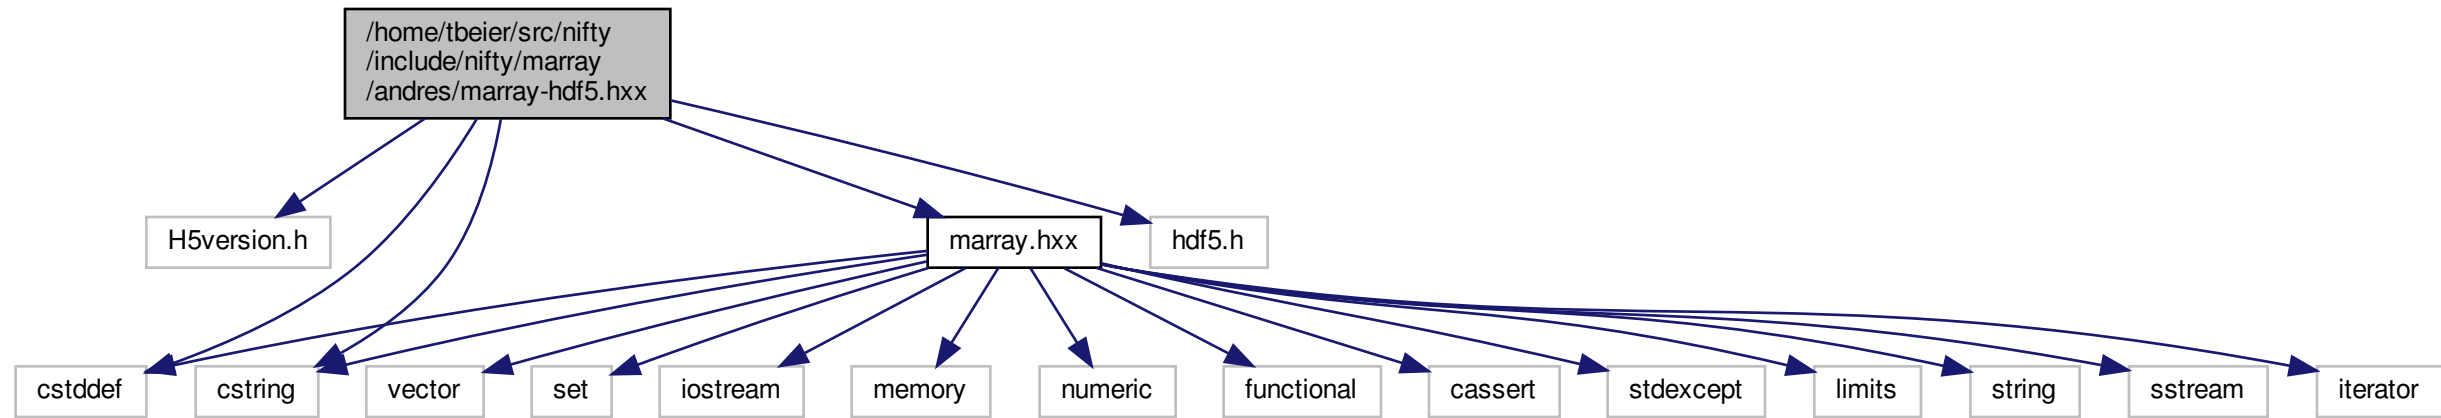 /home/tbeier/src/nifty
/include/nifty/marray
/andres/marray-hdf5.hxx
H5version.h
marray.hxx
hdf5.h
cstddef
cstring
vector
set
iostream
memory
numeric
functional
cassert
stdexcept
limits
string
sstream
iterator